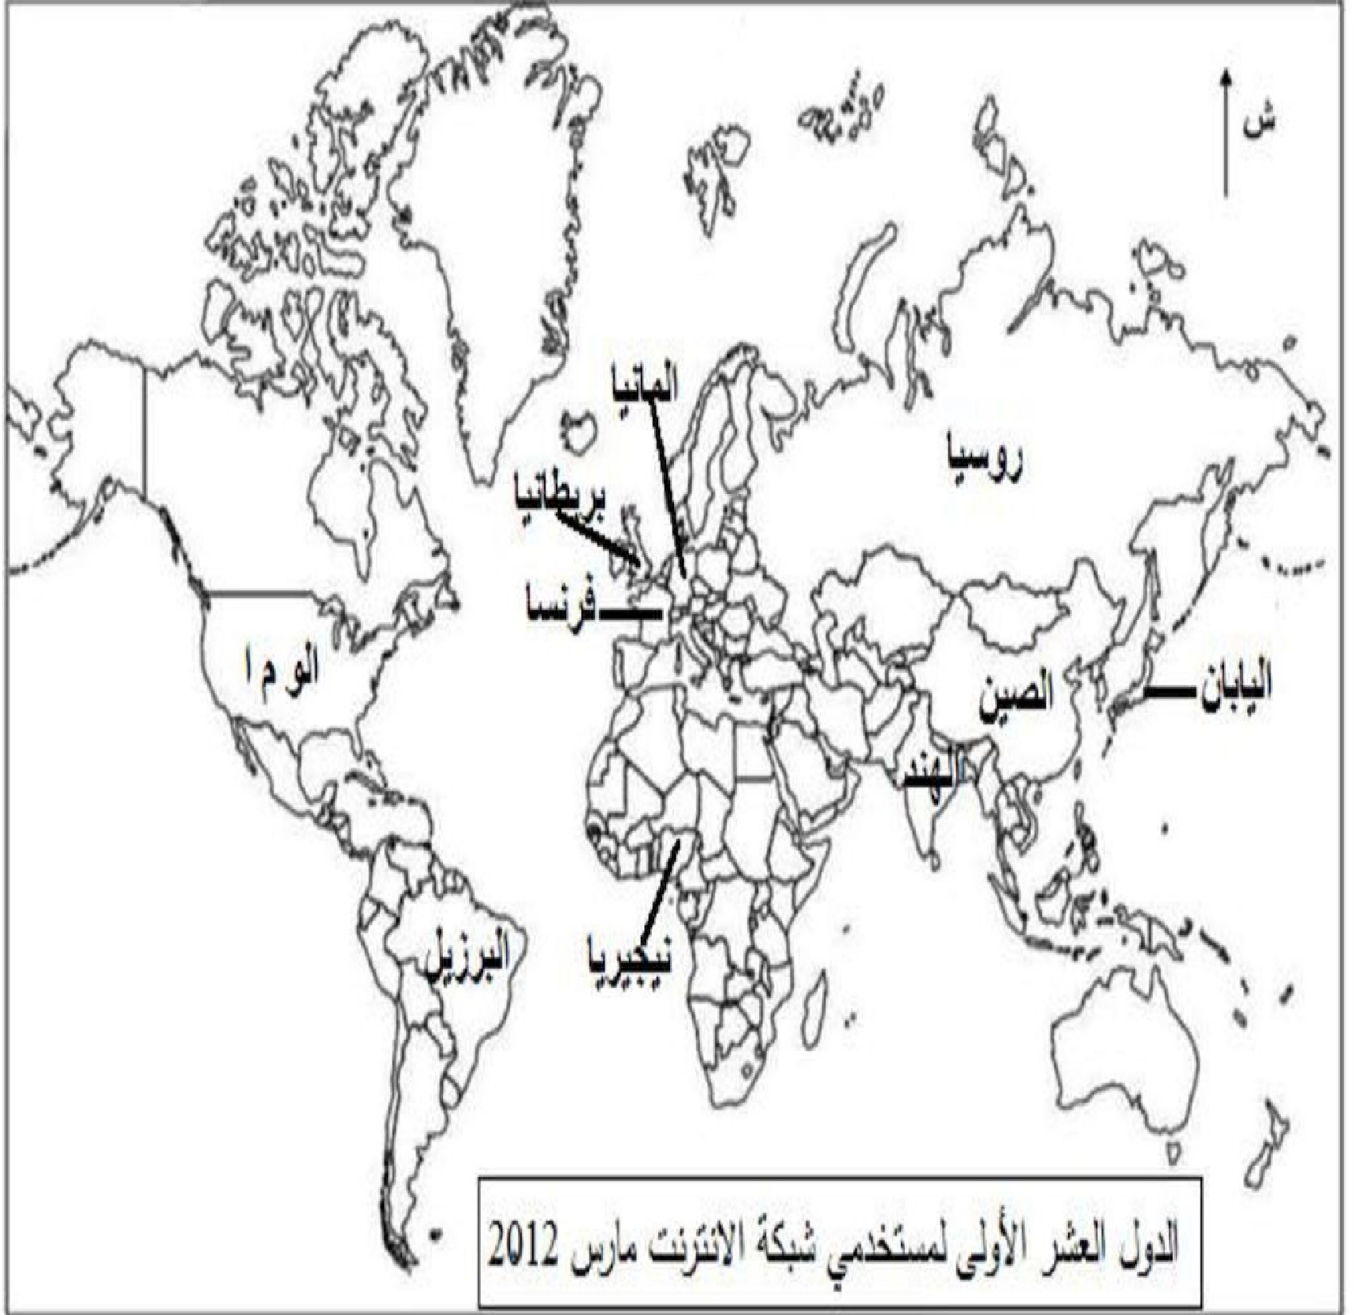 ش
المانيا
روسيا
بريطانيا
فرنسا
الو م ا
الصين
اليابان
الهند
البرزيل
نيجيريا
الدول العشر الأولى لمستخدمي شبكة الانترنت مارس 2012